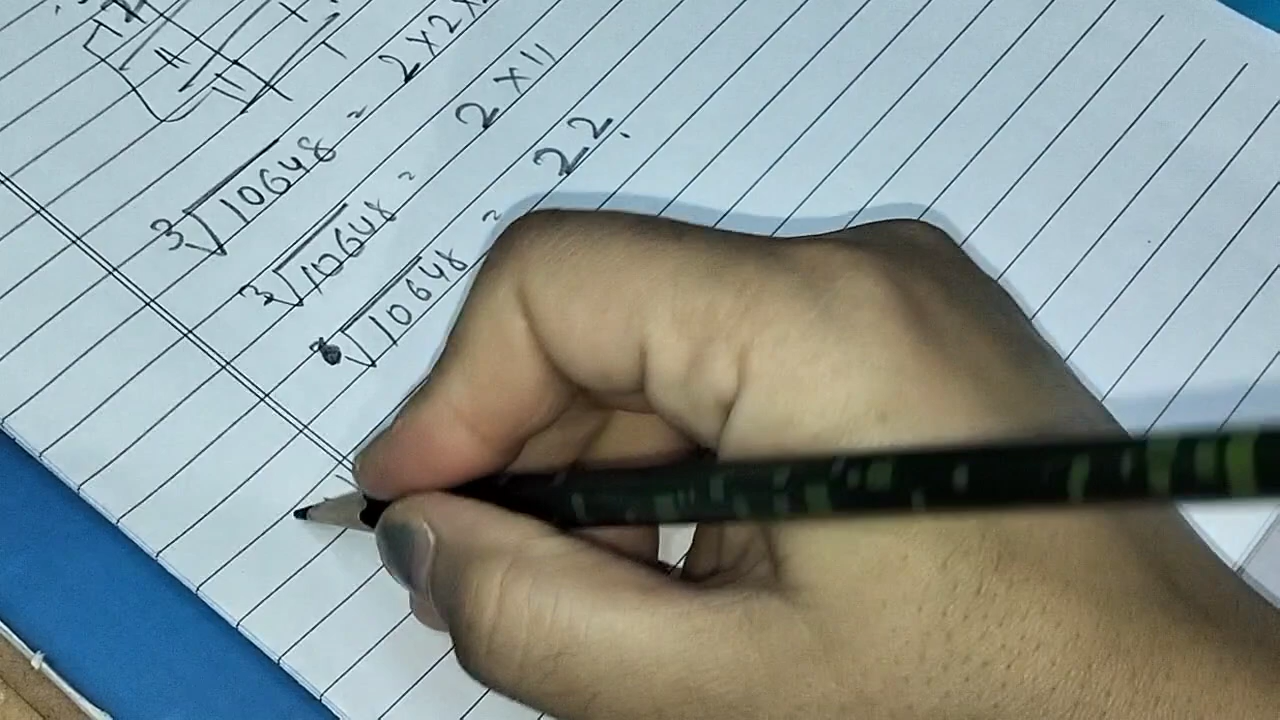 ∛10648 = 2×2×
∛10648 = 2×11
∛10648 = 22.